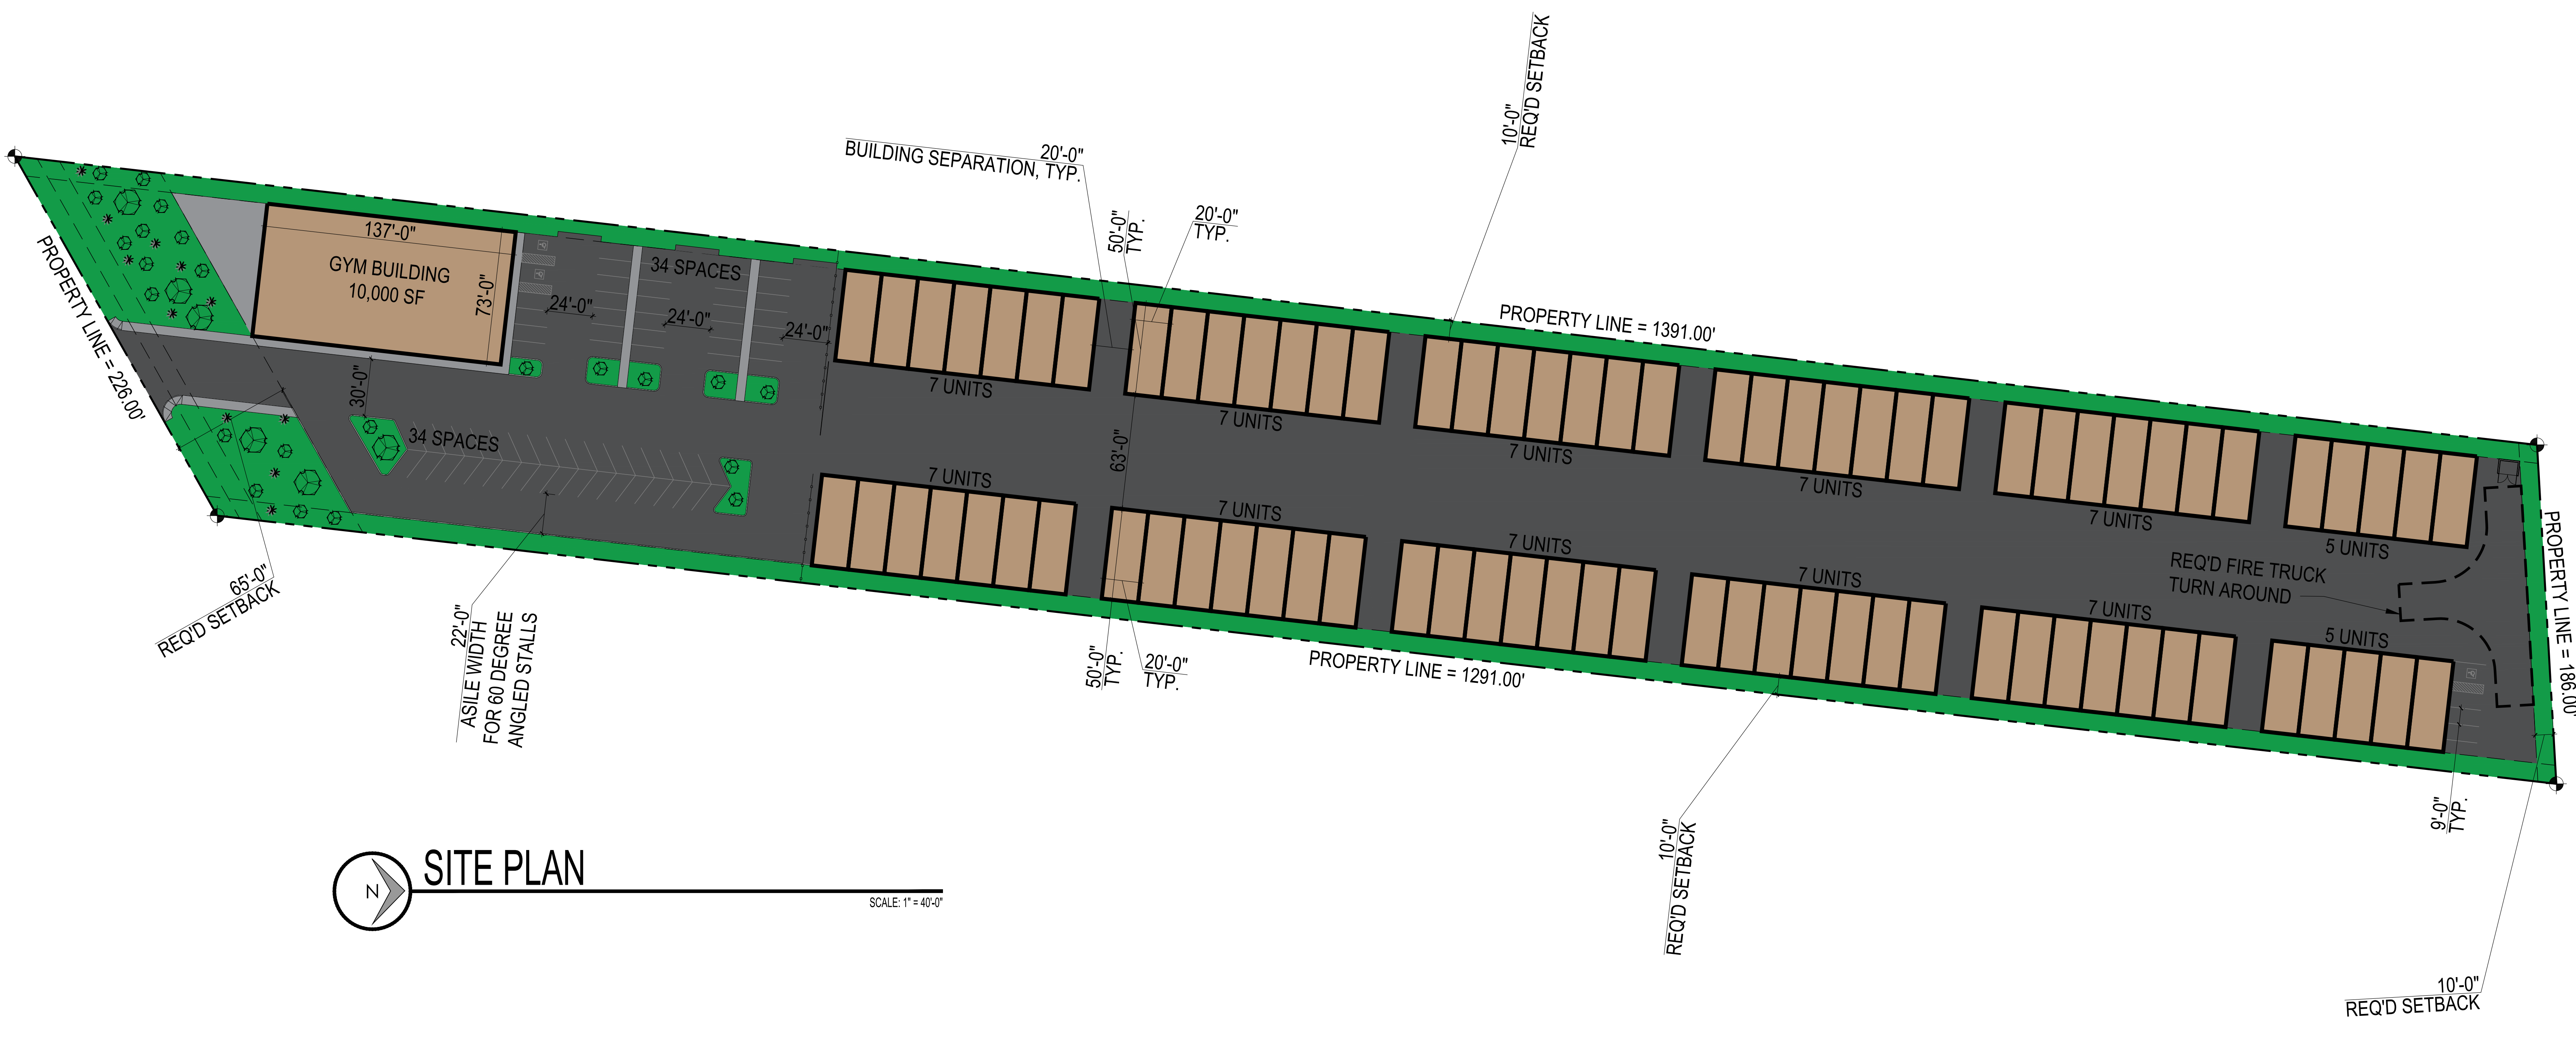 10'-0"
REQ'D SETBACK
20'-0"
BUILDING SEPARATION, TYP.
50'-0"
TYP.
20'-0"
TYP.
PROPERTY LINE = 1391.00'
PROPERTY LINE = 226.00'
137'-0"
GYM BUILDING
10,000 SF
73'-0"
34 SPACES
24'-0"
24'-0"
24'-0"
30'-0"
34 SPACES
7 UNITS
7 UNITS
7 UNITS
7 UNITS
7 UNITS
5 UNITS
63'-0"
7 UNITS
7 UNITS
7 UNITS
7 UNITS
7 UNITS
5 UNITS
REQ'D FIRE TRUCK
TURN AROUND
PROPERTY LINE = 186.00'
65'-0"
REQ'D SETBACK
22'-0"
ASILE WIDTH
FOR 60 DEGREE
ANGLED STALLS
50'-0"
TYP.
20'-0"
TYP.
PROPERTY LINE = 1291.00'
10'-0"
REQ'D SETBACK
9'-0"
TYP.
10'-0"
REQ'D SETBACK
N
SITE PLAN
SCALE: 1" = 40'-0"